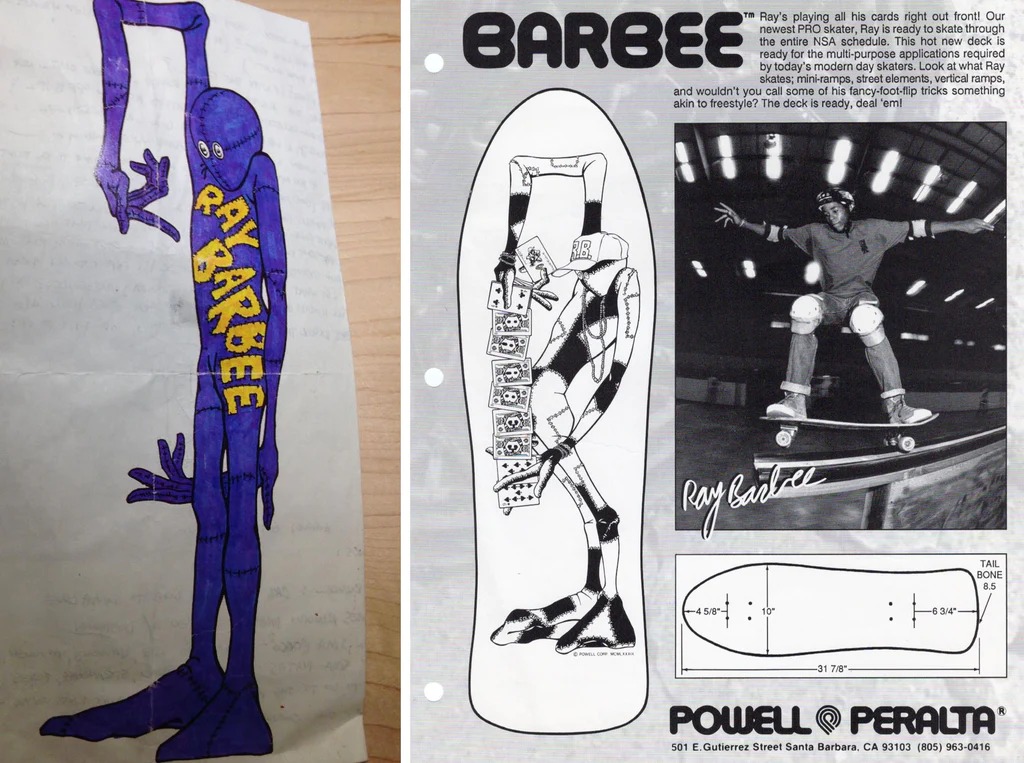 RAY
BARBEE
BARBEE™
Ray's playing all his cards right out front! Our
newest PRO skater, Ray is ready to skate through
the entire NSA schedule. This hot new deck is
ready for the multi-purpose applications required
by today's modern day skaters. Look at what Ray
skates; mini-ramps, street elements, vertical ramps,
and wouldn't you call some of his fancy-foot-flip tricks something
akin to freestyle? The deck is ready, deal 'em!
RB
© POWELL CORP. MCMLXXXIX
Ray Barbee
TAIL
BONE
8.5
4 5/8"
10"
6 3/4"
31 7/8"
POWELL PERALTA®
501 E.Gutierrez Street Santa Barbara, CA 93103 (805) 963-0416